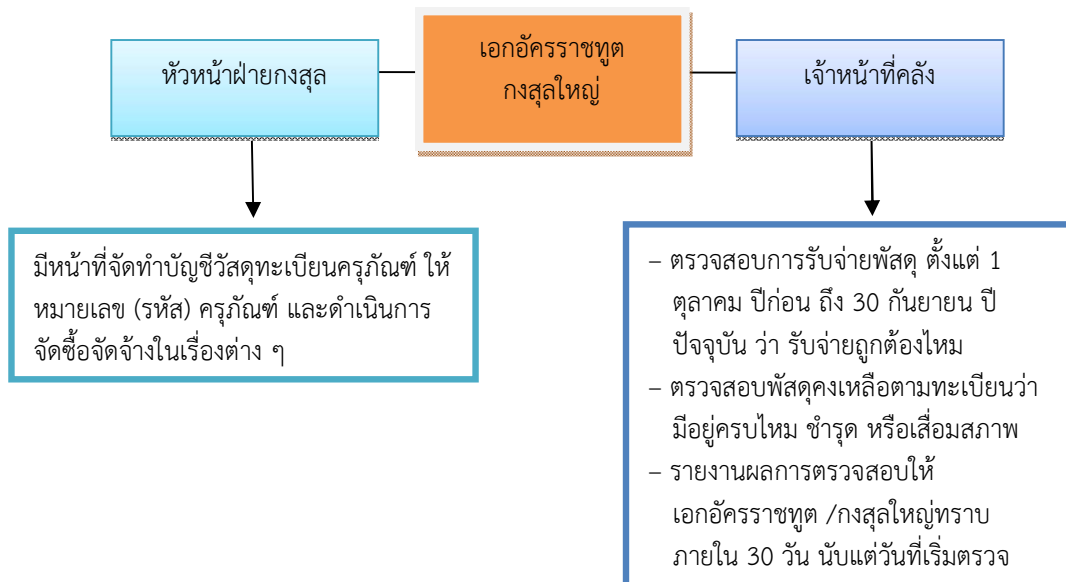 หัวหน้าฝ่ายกงสุล
เอกอัครราชทูต
กงสุลใหญ่
เจ้าหน้าที่คลัง
มีหน้าที่จัดทำบัญชีวัสดุทะเบียนครุภัณฑ์ ให้
หมายเลข (รหัส) ครุภัณฑ์ และดำเนินการ
จัดซื้อจัดจ้างในเรื่องต่าง ๆ
– ตรวจสอบการรับจ่ายพัสดุ ตั้งแต่ 1
ตุลาคม ปีก่อน ถึง 30 กันยายน ปี
ปัจจุบัน ว่า รับจ่ายถูกต้องไหม
– ตรวจสอบพัสดุคงเหลือตามทะเบียนว่า
มีอยู่ครบไหม ชำรุด หรือเสื่อมสภาพ
– รายงานผลการตรวจสอบให้
เอกอัครราชทูต /กงสุลใหญ่ทราบ
ภายใน 30 วัน นับแต่วันที่เริ่มตรวจ